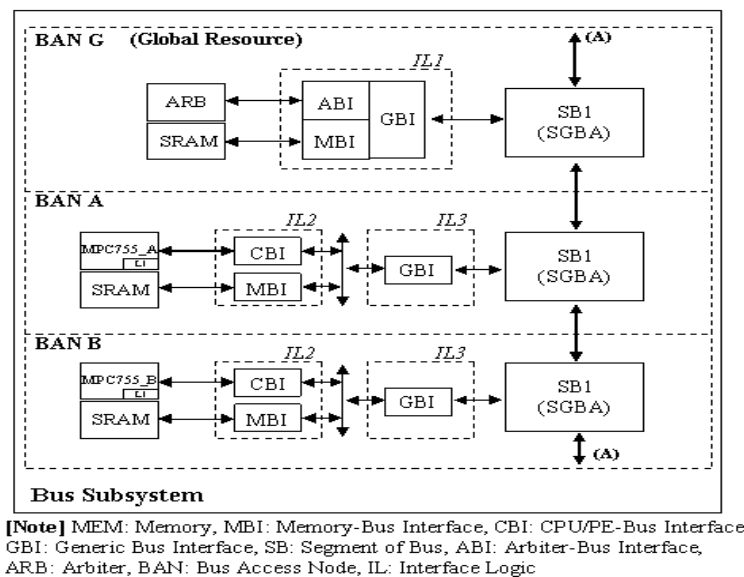 BAN G (Global Resource)
(A)
IL1
ARB
ABI
GBI
SB1
(SGBA)
SRAM
MBI
BAN A
IL2
IL3
MPC755_A
L1
CBI
GBI
SB1
(SGBA)
SRAM
MBI
BAN B
IL2
IL3
MPC755_B
L1
CBI
GBI
SB1
(SGBA)
SRAM
MBI
(A)
Bus Subsystem
[Note] MEM: Memory, MBI: Memory-Bus Interface, CBI: CPU/PE-Bus Interface
GBI: Generic Bus Interface, SB: Segment of Bus, ABI: Arbiter-Bus Interface,
ARB: Arbiter, BAN: Bus Access Node, IL: Interface Logic